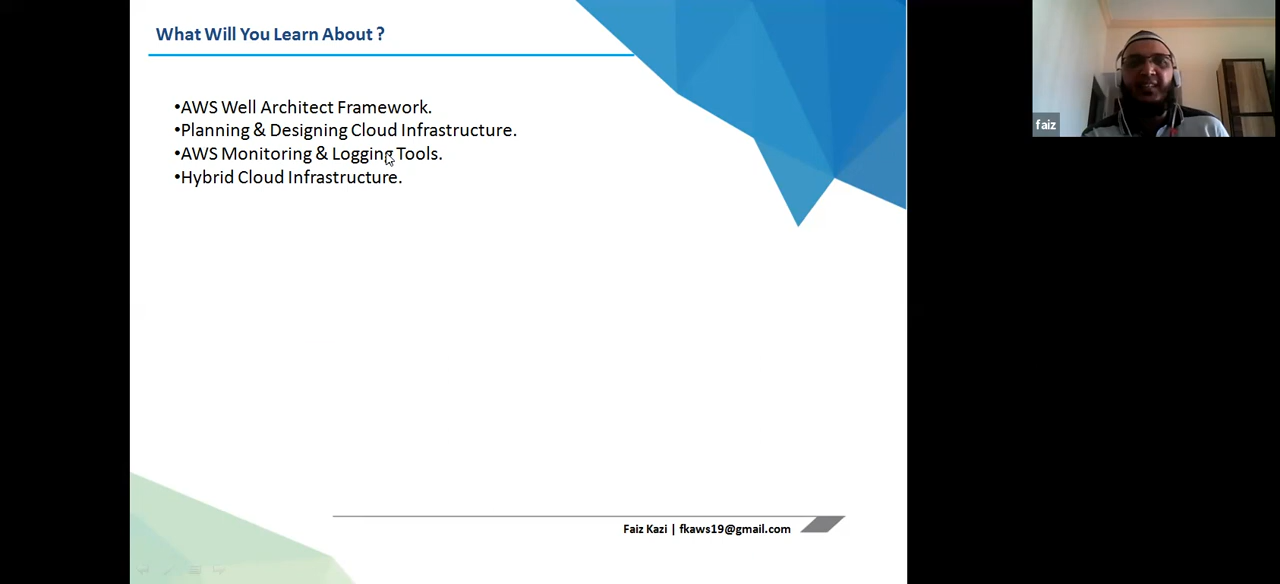 What Will You Learn About ?
•AWS Well Architect Framework.
•Planning & Designing Cloud Infrastructure.
•AWS Monitoring & Logging Tools.
•Hybrid Cloud Infrastructure.
faiz
Faiz Kazi | fkaws19@gmail.com